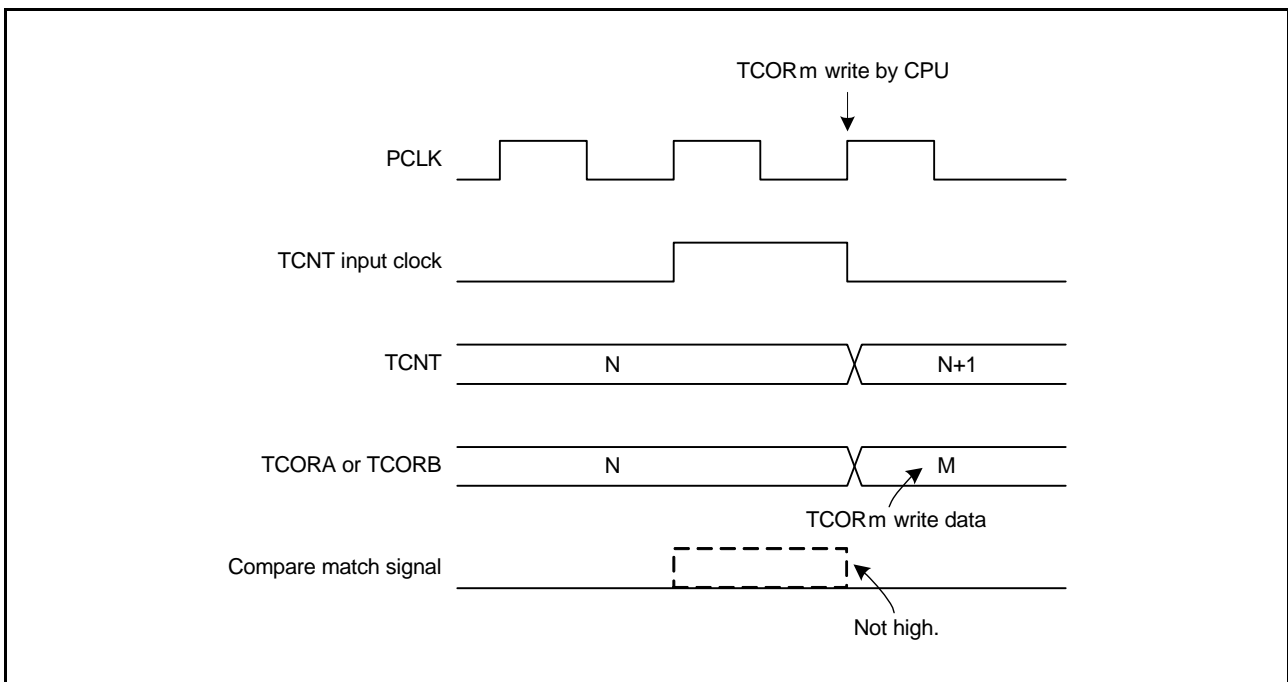 TCORm write by CPU
PCLK
TCNT input clock
TCNT N N+1
TCORA or TCORB N M
TCORm write data
Compare match signal
Not high.